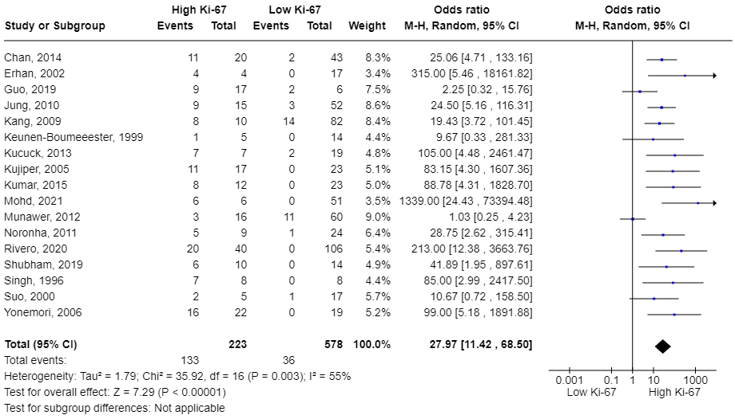 High Ki-67 Low Ki-67 Odds ratio Odds ratio
Study or Subgroup Events Total Events Total Weight M-H, Random, 95% CI M-H, Random, 95% CI
Chan, 2014 11 20 2 43 8.3% 25.06 [4.71 , 133.16]
Erhan, 2002 4 4 0 17 3.3% 315.00 [5.46 , 18161.82]
Guo, 2019 9 17 2 6 7.5% 2.25 [0.32 , 15.76]
Jung, 2010 9 15 3 52 8.5% 24.50 [5.16 , 116.31]
Kang, 2009 8 10 14 82 8.3% 19.43 [3.72 , 101.45]
Keunen-Boumeeester, 1999 1 5 0 14 4.2% 9.67 [0.33 , 281.33]
Kucuck, 2013 7 7 2 19 4.8% 105.00 [4.48 , 2461.47]
Kujiper, 2005 11 17 0 23 5.2% 83.15 [4.30 , 1607.36]
Kumar, 2015 8 12 0 23 5.1% 88.78 [4.31 , 1828.70]
Mohd, 2021 6 6 0 51 3.4% 1339.00 [24.43 , 73394.48]
Munawer, 2012 3 16 11 60 9.0% 1.03 [0.25 , 4.23]
Noronha, 2011 5 9 1 24 6.5% 28.75 [2.62 , 315.41]
Rivero, 2020 20 40 0 106 5.4% 213.00 [12.38 , 3663.76]
Shubham, 2019 6 10 0 14 5.0% 41.89 [1.95 , 897.61]
Singh, 1996 7 8 0 8 4.3% 85.00 [2.99 , 2417.50]
Suo, 2000 2 5 1 17 5.7% 10.67 [0.72 , 158.50]
Yonemori, 2006 16 22 0 19 5.3% 99.00 [5.18 , 1891.88]
Total (95% CI) 223 578 100.0% 27.97 [11.42 , 68.50]
Total events: 133 36
Heterogeneity: Tau² = 1.79; Chi² = 35.92, df = 16 (P = 0.003); I² = 55%
Test for overall effect: Z = 7.29 (P < 0.00001)
Test for subgroup differences: Not applicable
0.001 0.1 1 10 1000
Low Ki-67 High Ki-67